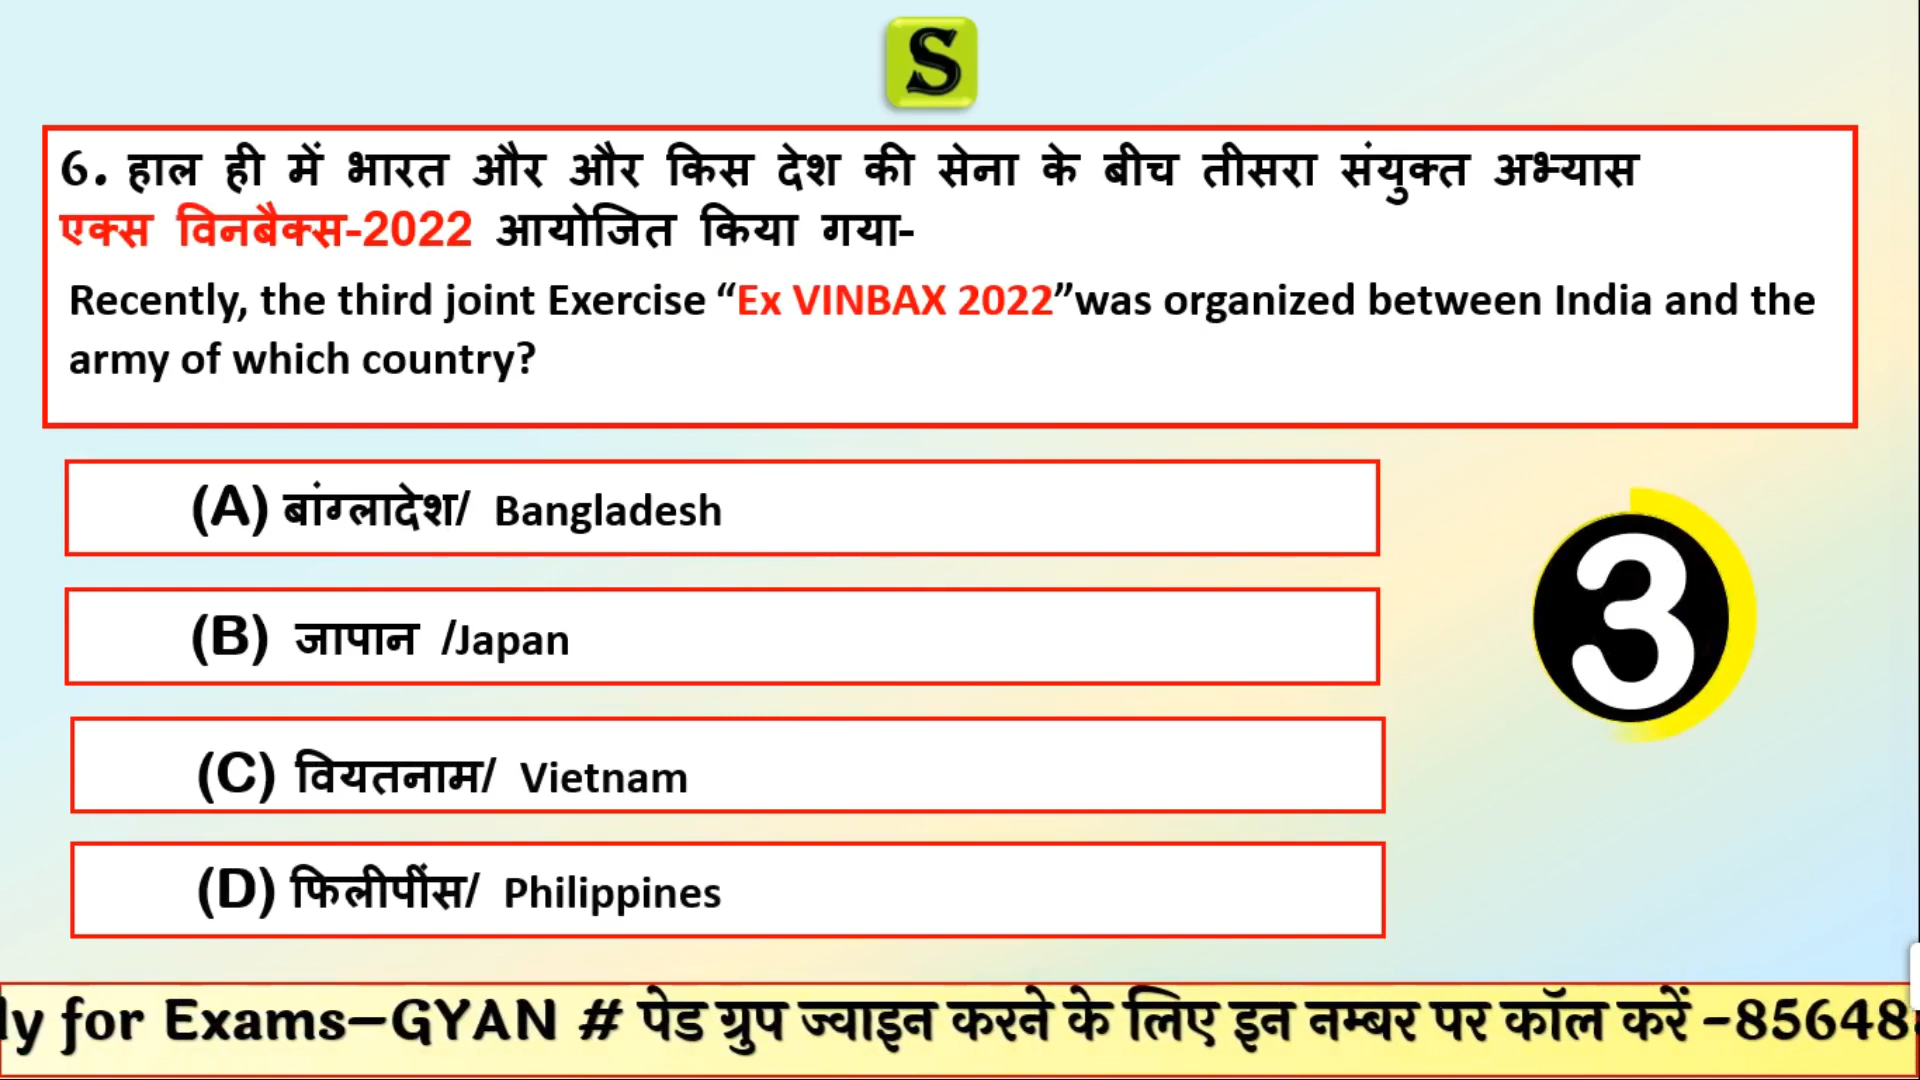 S
6. हाल ही में भारत और और किस देश की सेना के बीच तीसरा संयुक्त अभ्यास
एक्स विनबैक्स-2022 आयोजित किया गया-
Recently, the third joint Exercise “Ex VINBAX 2022”was organized between India and the
army of which country?
(A) बांग्लादेश/ Bangladesh
(B) जापान /Japan
3
(C) वियतनाम/ Vietnam
(D) फिलीपींस/ Philippines
ly for Exams–GYAN # पेड ग्रुप ज्वाइन करने के लिए इन नम्बर पर कॉल करें -85648